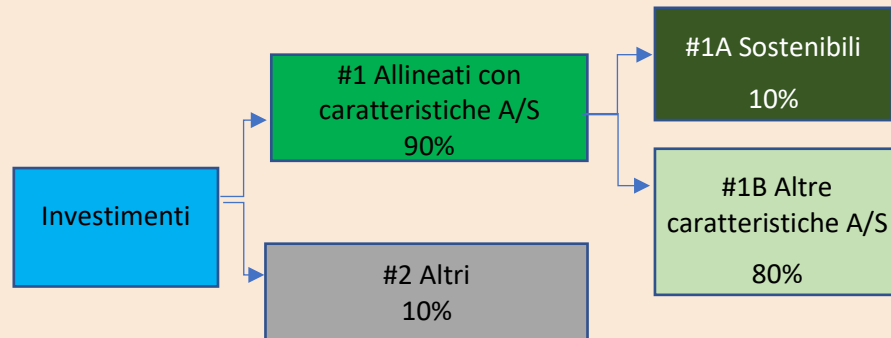 Investimenti
#1 Allineati con
caratteristiche A/S
90%
#2 Altri
10%
#1A Sostenibili
10%
#1B Altre
caratteristiche A/S
80%